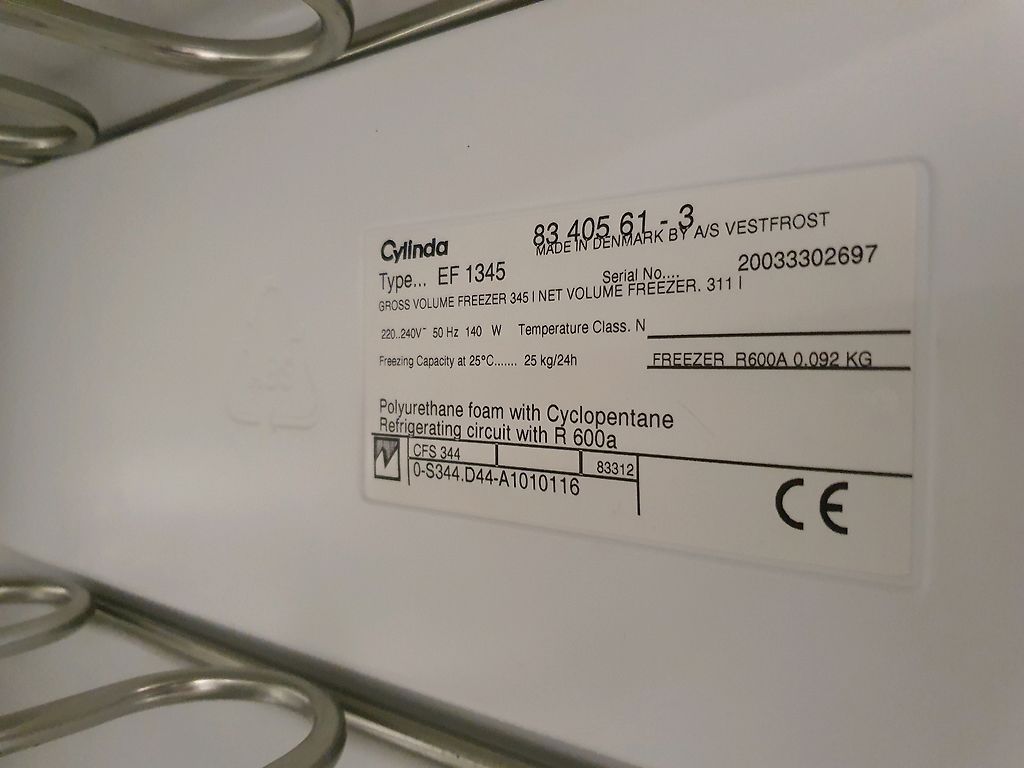 Cylinda 83 405 61 - 3
MADE IN DENMARK BY A/S VESTFROST
Type... EF 1345 Serial No.... 20033302697
GROSS VOLUME FREEZER 345 l NET VOLUME FREEZER. 311 l
220..240V~ 50 Hz 140 W Temperature Class. N
Freezing Capacity at 25°C....... 25 kg/24h FREEZER R600A 0.092 KG
Polyurethane foam with Cyclopentane
Refrigerating circuit with R 600a
CFS 344 83312
0-S344.D44-A1010116
CE